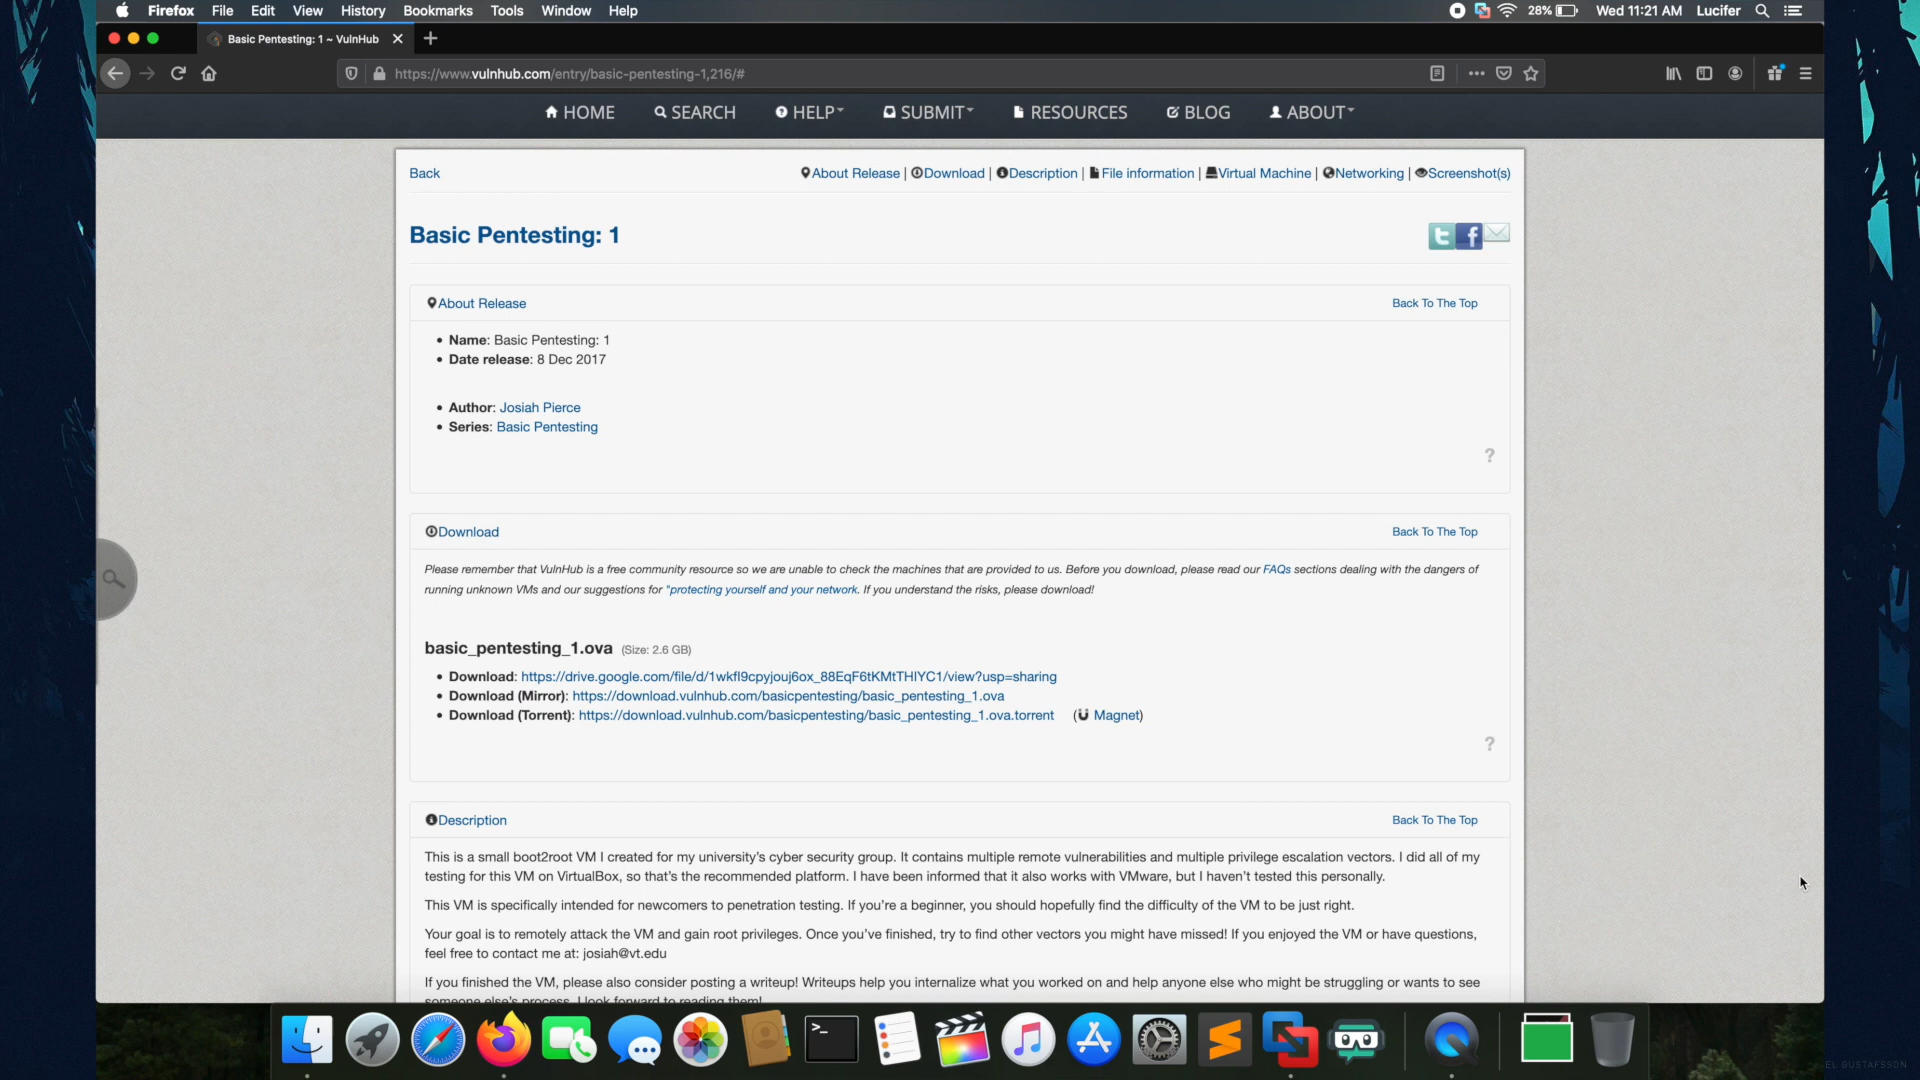 Firefox File Edit View History Bookmarks Tools Window Help 28% Wed 11:21 AM Lucifer
Basic Pentesting: 1 ~ VulnHub
https://www.vulnhub.com/entry/basic-pentesting-1,216/#
HOME SEARCH HELP SUBMIT RESOURCES BLOG ABOUT
Back About Release | Download | Description | File information | Virtual Machine | Networking | Screenshot(s)
Basic Pentesting: 1
About Release Back To The Top
• Name: Basic Pentesting: 1
• Date release: 8 Dec 2017
• Author: Josiah Pierce
• Series: Basic Pentesting
?
Download Back To The Top
Please remember that VulnHub is a free community resource so we are unable to check the machines that are provided to us. Before you download, please read our FAQs sections dealing with the dangers of
running unknown VMs and our suggestions for "protecting yourself and your network. If you understand the risks, please download!
basic_pentesting_1.ova (Size: 2.6 GB)
• Download: https://drive.google.com/file/d/1wkfl9cpyjouj6ox_88EqF6tKMtTHIYC1/view?usp=sharing
• Download (Mirror): https://download.vulnhub.com/basicpentesting/basic_pentesting_1.ova
• Download (Torrent): https://download.vulnhub.com/basicpentesting/basic_pentesting_1.ova.torrent (Magnet)
?
Description Back To The Top
This is a small boot2root VM I created for my university's cyber security group. It contains multiple remote vulnerabilities and multiple privilege escalation vectors. I did all of my
testing for this VM on VirtualBox, so that's the recommended platform. I have been informed that it also works with VMware, but I haven't tested this personally.
This VM is specifically intended for newcomers to penetration testing. If you're a beginner, you should hopefully find the difficulty of the VM to be just right.
Your goal is to remotely attack the VM and gain root privileges. Once you've finished, try to find other vectors you might have missed! If you enjoyed the VM or have questions,
feel free to contact me at: josiah@vt.edu
If you finished the VM, please also consider posting a writeup! Writeups help you internalize what you worked on and help anyone else who might be struggling or wants to see
someone else's process. I look forward to reading them!
EL GUSTAFSSON